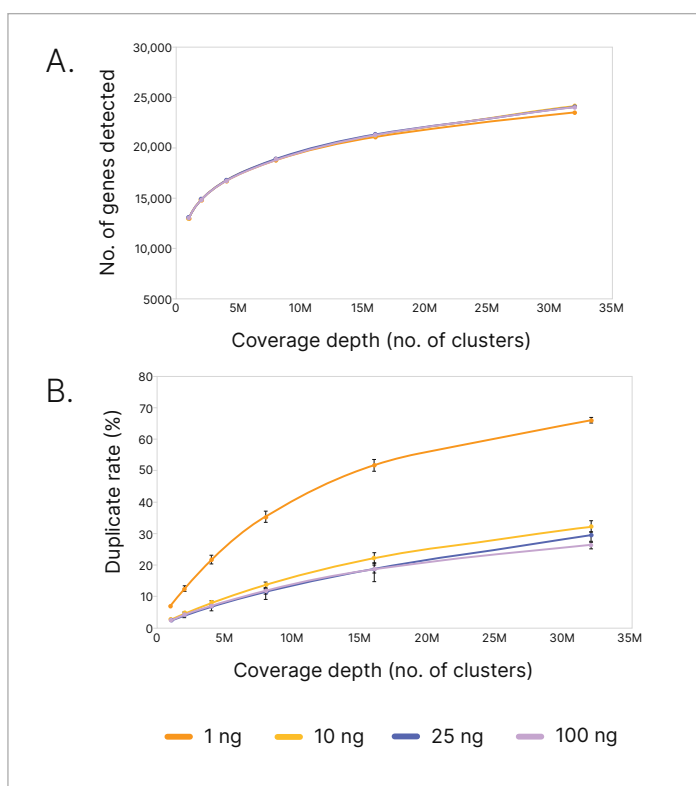 A.
No. of genes detected
30,000
25,000
20,000
15,000
10,000
5000
0
5M
10M
15M
20M
25M
30M
35M
Coverage depth (no. of clusters)
B.
Duplicate rate (%)
80
70
60
50
40
30
20
10
0
0
5M
10M
15M
20M
25M
30M
35M
Coverage depth (no. of clusters)
1 ng
10 ng
25 ng
100 ng